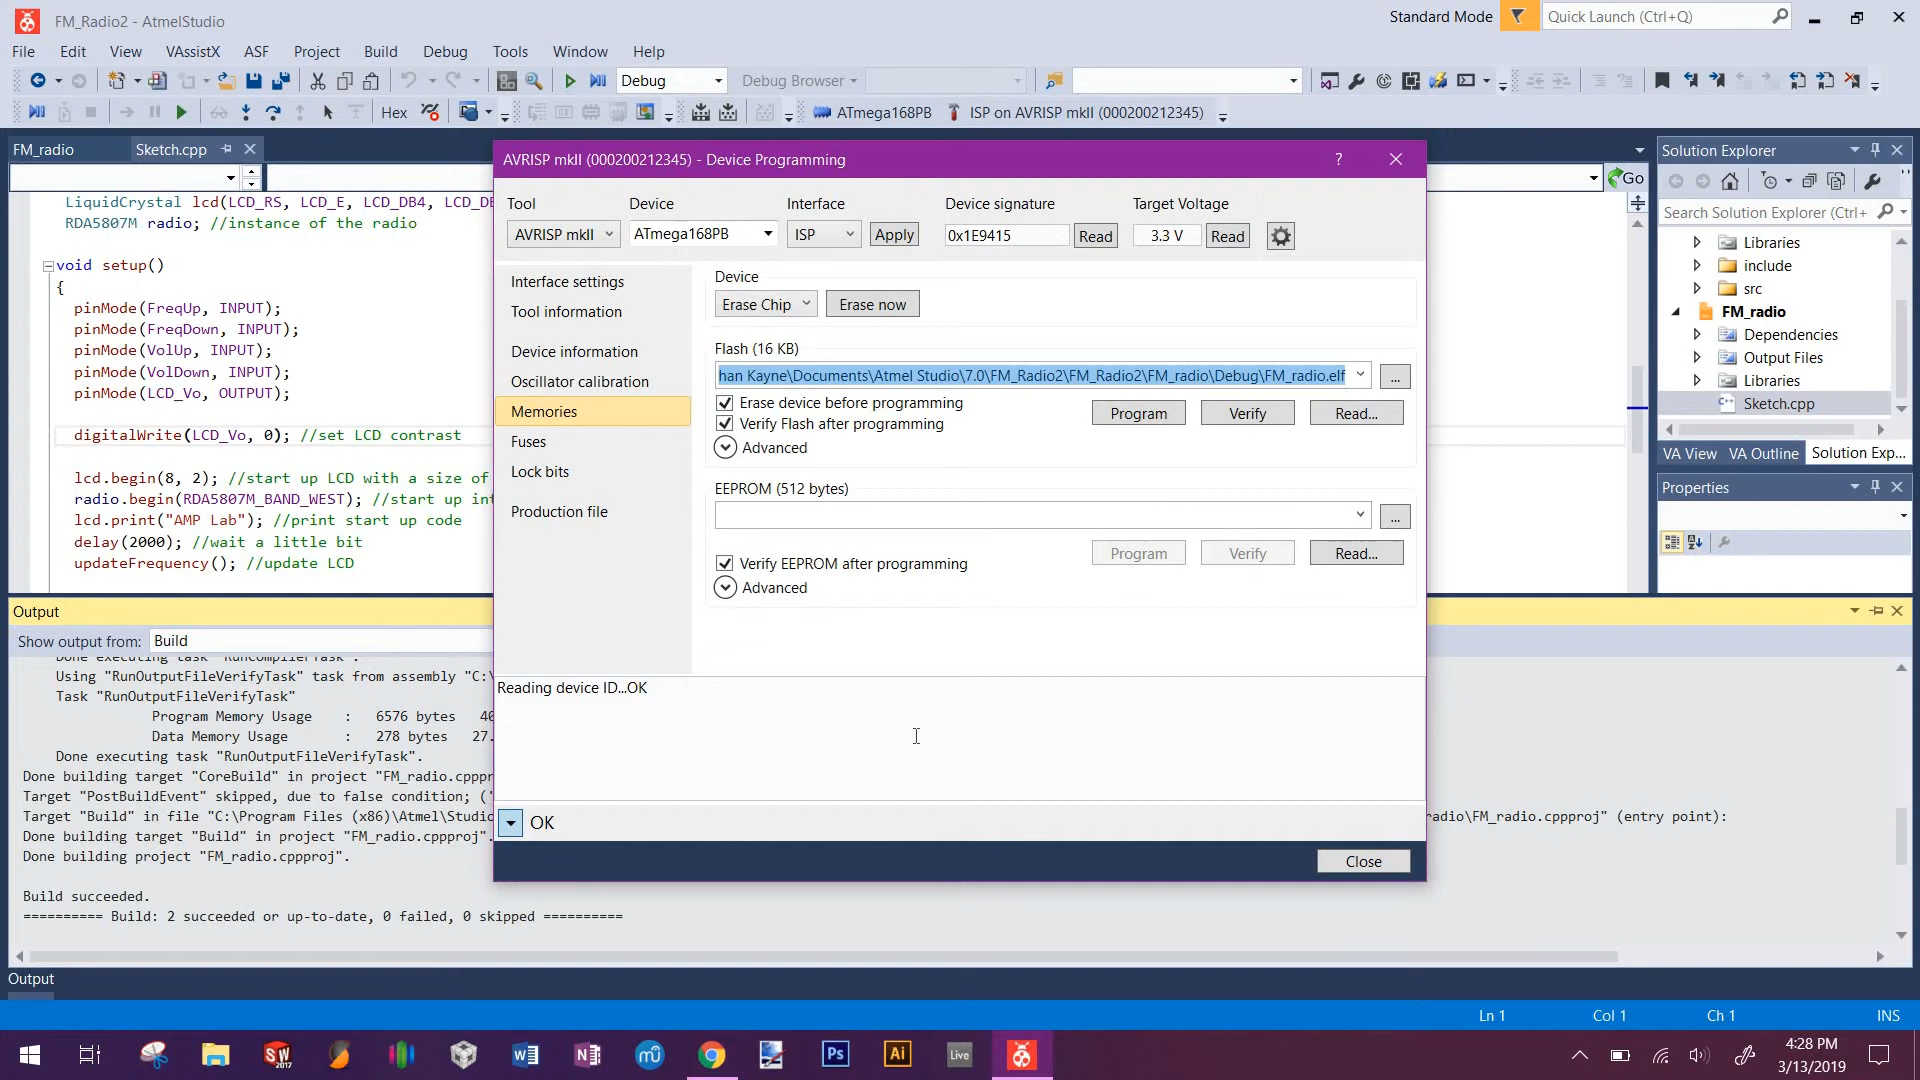 FM_Radio2 - AtmelStudio
Standard Mode
Quick Launch (Ctrl+Q)
File Edit View VAssistX ASF Project Build Debug Tools Window Help
Debug
Debug Browser
Hex
ATmega168PB
ISP on AVRISP mkII (000200212345)
FM_radio
Sketch.cpp
Go
LiquidCrystal lcd(LCD_RS, LCD_E, LCD_DB4,
RDA5807M radio; //instance of the radio
void setup()
{
pinMode(FreqUp, INPUT);
pinMode(FreqDown, INPUT);
pinMode(VolUp, INPUT);
pinMode(VolDown, INPUT);
pinMode(LCD_Vo, OUTPUT);
digitalWrite(LCD_Vo, 0); //set LCD contrast
lcd.begin(8, 2); //start up LCD with a size of
radio.begin(RDA5807M_BAND_WEST); //start up
lcd.print("AMP Lab"); //print start up code
delay(2000); //wait a little bit
updateFrequency(); //update LCD
AVRISP mkII (000200212345) - Device Programming
?
Tool Device Interface Device signature Target Voltage
AVRISP mkII ATmega168PB ISP Apply 0x1E9415 Read 3.3 V Read
Interface settings
Tool information
Device information
Oscillator calibration
Memories
Fuses
Lock bits
Production file
Device
Erase Chip Erase now
Flash (16 KB)
han Kayne\Documents\Atmel Studio\7.0\FM_Radio2\FM_Radio2\FM_radio\Debug\FM_radio.elf
...
Erase device before programming
Verify Flash after programming
Program Verify Read...
Advanced
EEPROM (512 bytes)
...
Program Verify Read...
Verify EEPROM after programming
Advanced
Reading device ID...OK
OK
Close
Solution Explorer
Search Solution Explorer (Ctrl+
Libraries
include
src
FM_radio
Dependencies
Output Files
Libraries
Sketch.cpp
VA View VA Outline Solution Exp...
Properties
Output
Show output from: Build
Done executing task "RunCompilerTask".
Using "RunOutputFileVerifyTask" task from assembly "C:\
Task "RunOutputFileVerifyTask"
Program Memory Usage : 6576 bytes 40
Data Memory Usage : 278 bytes 27.
Done executing task "RunOutputFileVerifyTask".
Done building target "CoreBuild" in project "FM_radio.cppproj
Target "PostBuildEvent" skipped, due to false condition; ('
Target "Build" in file "C:\Program Files (x86)\Atmel\Studio
adio\FM_radio.cppproj" (entry point):
Done building target "Build" in project "FM_radio.cppproj".
Done building project "FM_radio.cppproj".
Build succeeded.
========== Build: 2 succeeded or up-to-date, 0 failed, 0 skipped ==========
Output
Ln 1 Col 1 Ch 1 INS
SW
2017
W
N
mu
Ps
Ai
Live
4:28 PM
3/13/2019